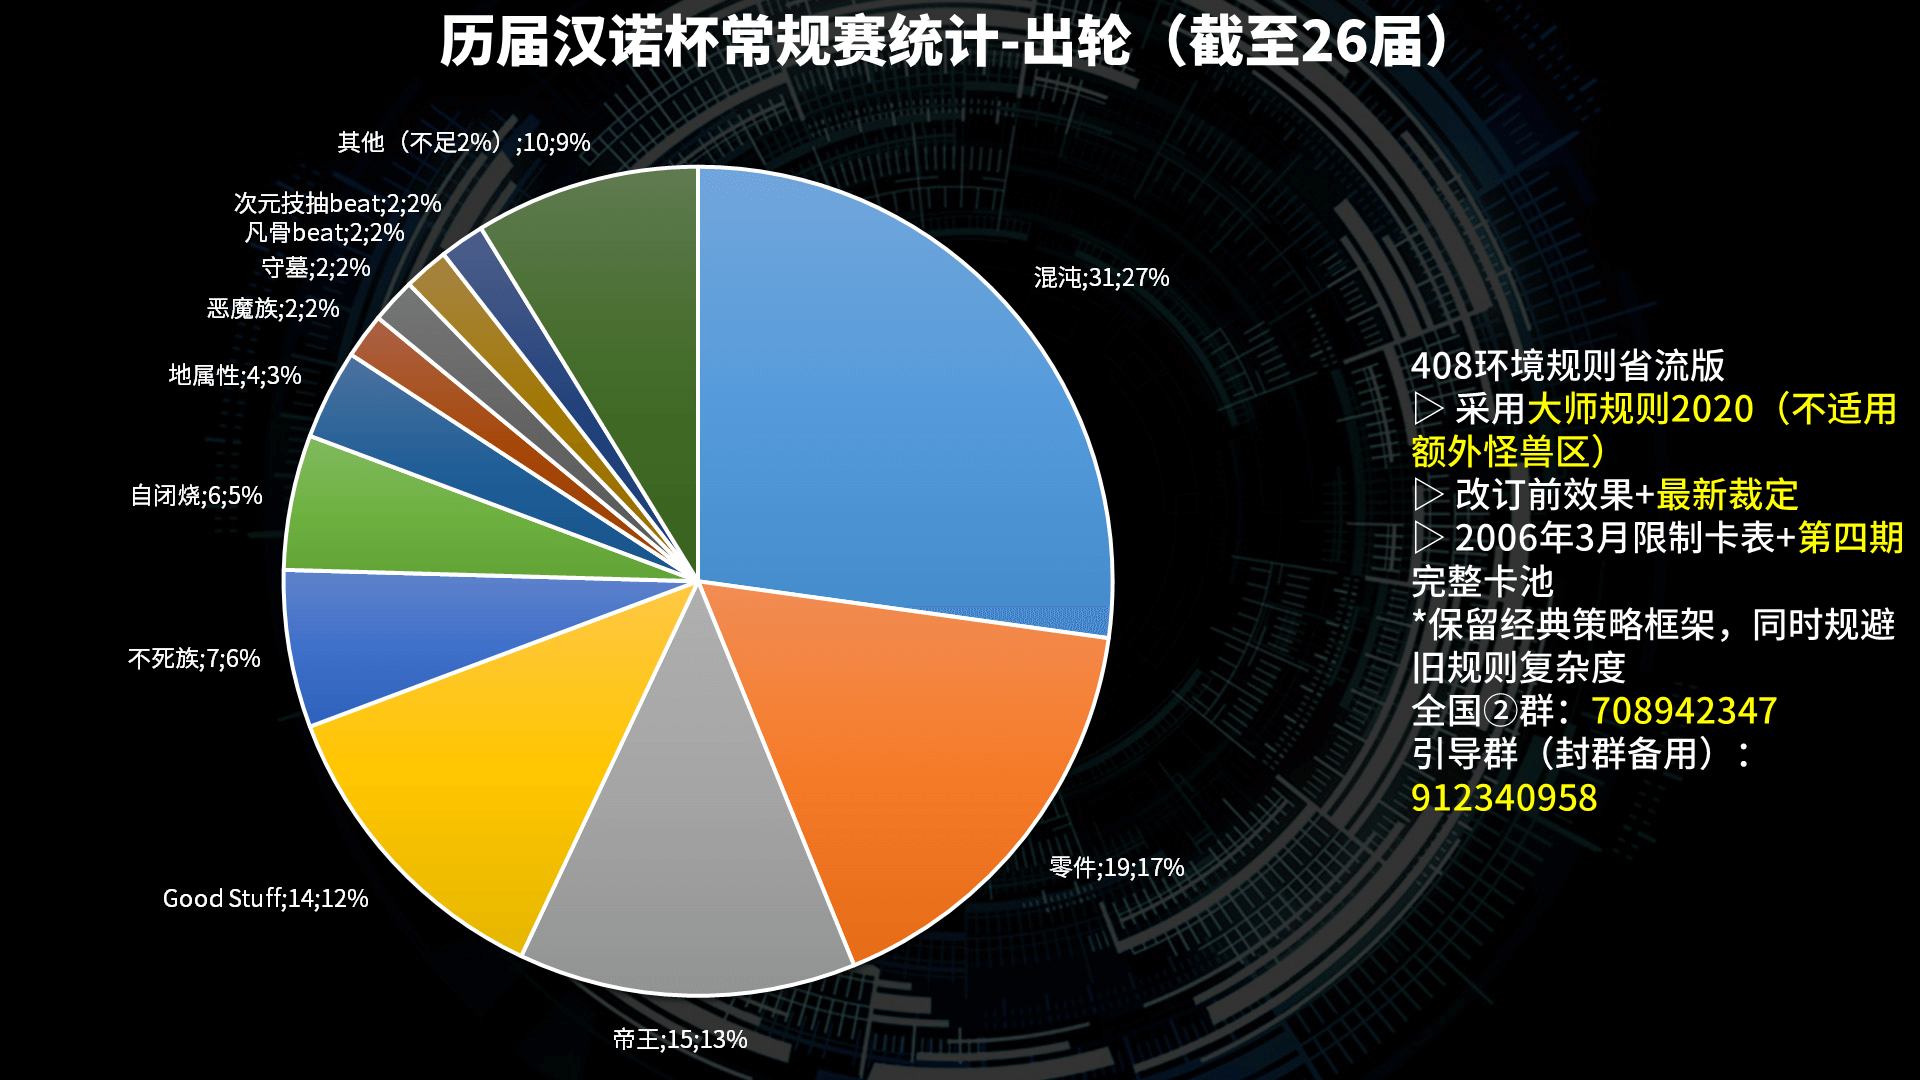 历届汉诺杯常规赛统计-出轮（截至26届）
其他（不足2%）;10;9%
次元技抽beat;2;2%
凡骨beat;2;2%
守墓;2;2%
恶魔族;2;2%
地属性;4;3%
自闭烧;6;5%
不死族;7;6%
Good Stuff;14;12%
帝王;15;13%
零件;19;17%
混沌;31;27%
408环境规则省流版
▷ 采用大师规则2020（不适用
额外怪兽区）
▷ 改订前效果+最新裁定
▷ 2006年3月限制卡表+第四期
完整卡池
*保留经典策略框架，同时规避
旧规则复杂度
全国②群：708942347
引导群（封群备用）：
912340958